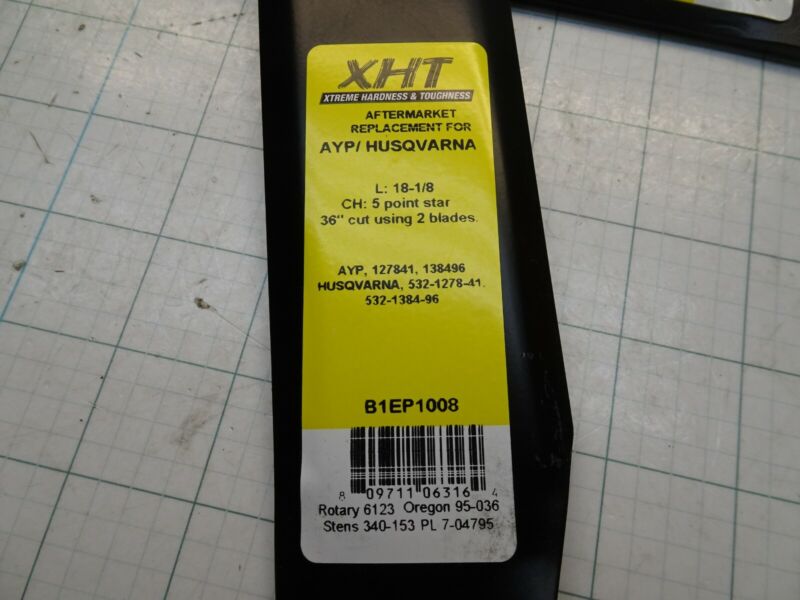 XHT
XTREME HARDNESS & TOUGHNESS
AFTERMARKET
REPLACEMENT FOR
AYP/ HUSQVARNA
L: 18-1/8
CH: 5 point star
36" cut using 2 blades.
AYP, 127841, 138496
HUSQVARNA, 532-1278-41.
532-1384-96
B1EP1008
8 09711 06316 4
Rotary 6123 Oregon 95-036
Stens 340-153 PL 7-04795